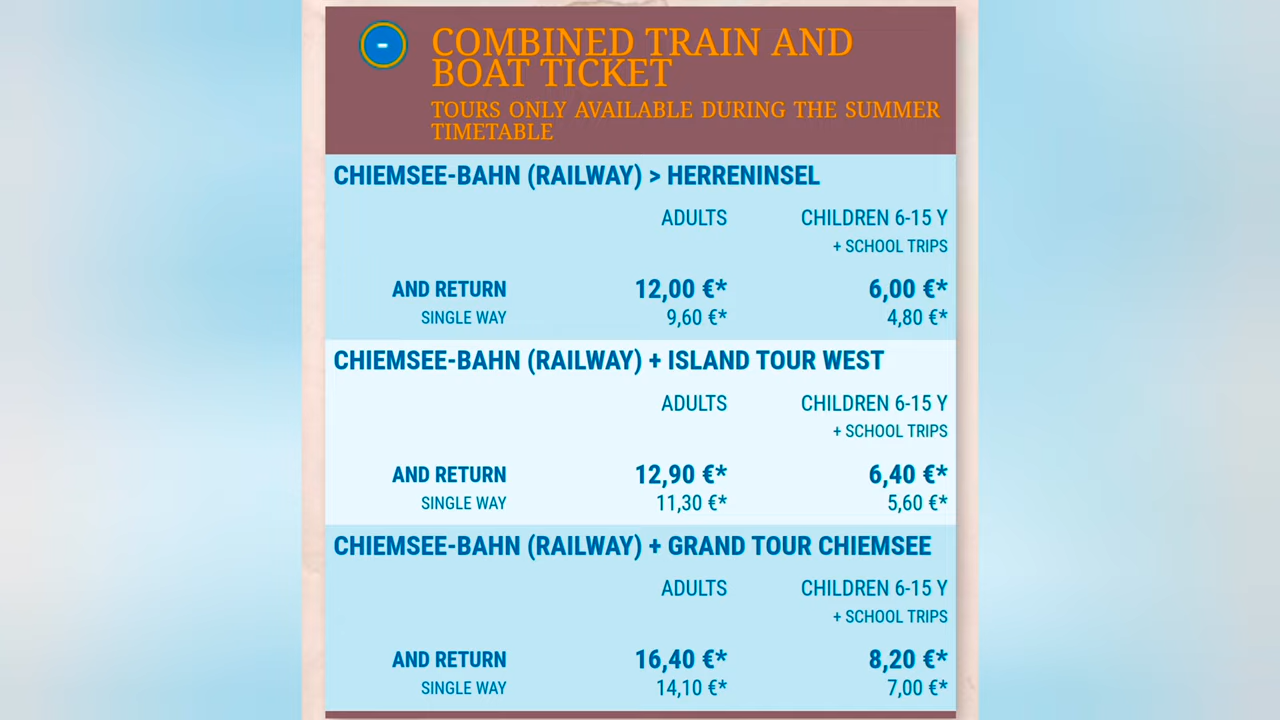 COMBINED TRAIN AND
BOAT TICKET
TOURS ONLY AVAILABLE DURING THE SUMMER
TIMETABLE
CHIEMSEE-BAHN (RAILWAY) > HERRENINSEL
ADULTS CHILDREN 6-15 Y
+ SCHOOL TRIPS
AND RETURN 12,00 €* 6,00 €*
SINGLE WAY 9,60 €* 4,80 €*
CHIEMSEE-BAHN (RAILWAY) + ISLAND TOUR WEST
ADULTS CHILDREN 6-15 Y
+ SCHOOL TRIPS
AND RETURN 12,90 €* 6,40 €*
SINGLE WAY 11,30 €* 5,60 €*
CHIEMSEE-BAHN (RAILWAY) + GRAND TOUR CHIEMSEE
ADULTS CHILDREN 6-15 Y
+ SCHOOL TRIPS
AND RETURN 16,40 €* 8,20 €*
SINGLE WAY 14,10 €* 7,00 €*